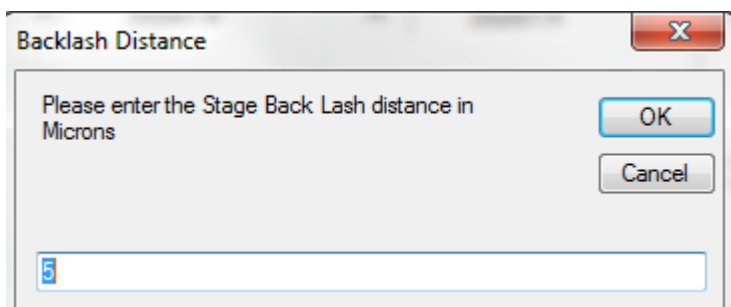 Backlash Distance
Please enter the Stage Back Lash distance in
Microns
OK
Cancel
5